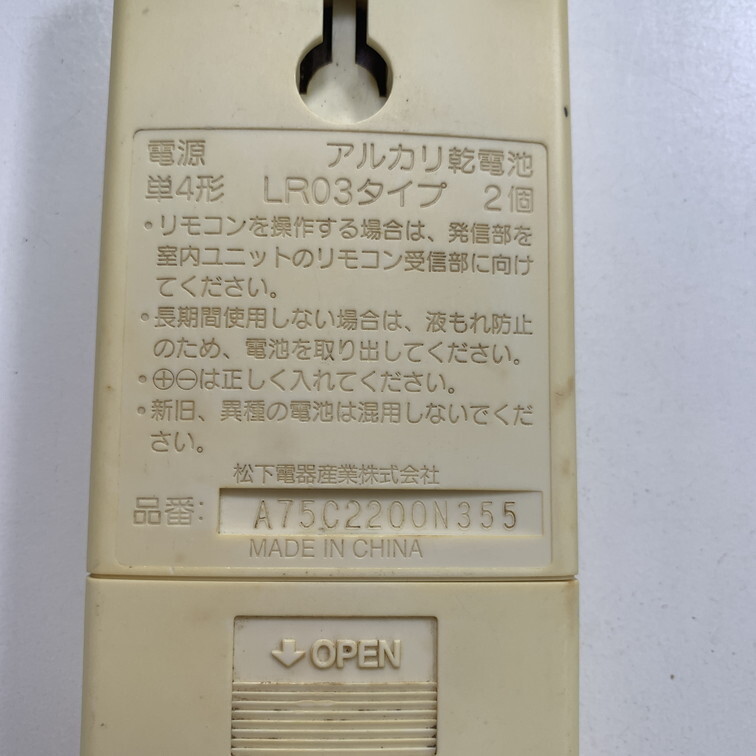 電源 アルカリ乾電池
単4形 LR03タイプ 2個
•リモコンを操作する場合は、発信部を
室内ユニットのリモコン受信部に向け
てください。
•長期間使用しない場合は、液もれ防止
のため、電池を取り出してください。
•⊕⊖は正しく入れてください。
•新旧、異種の電池は混用しないでくだ
さい。
松下電器産業株式会社
品番: A75C2200N355
MADE IN CHINA
OPEN